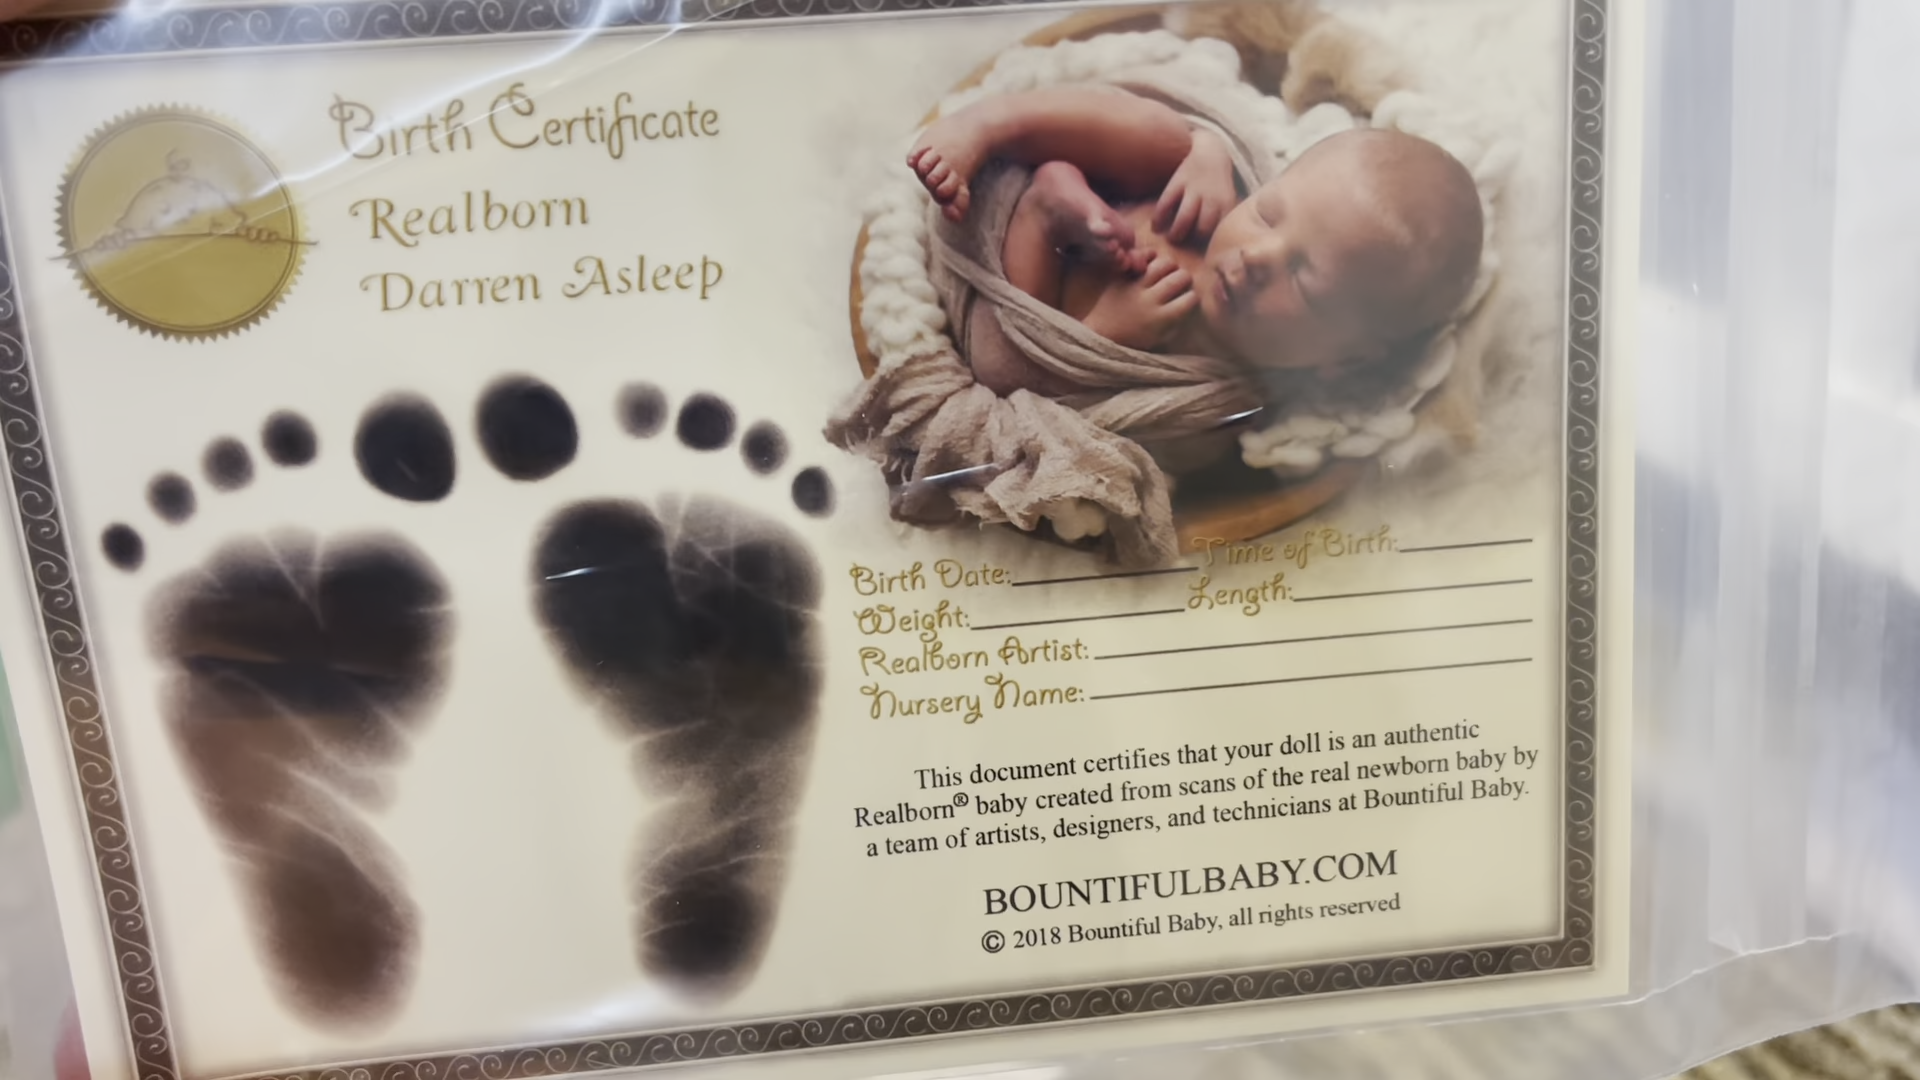 Birth Certificate
Realborn
Darren Asleep
Birth Date: Time of Birth:
Weight: Length:
Realborn Artist:
Nursery Name:
This document certifies that your doll is an authentic
Realborn® baby created from scans of the real newborn baby by
a team of artists, designers, and technicians at Bountiful Baby.
BOUNTIFULBABY.COM
© 2018 Bountiful Baby, all rights reserved